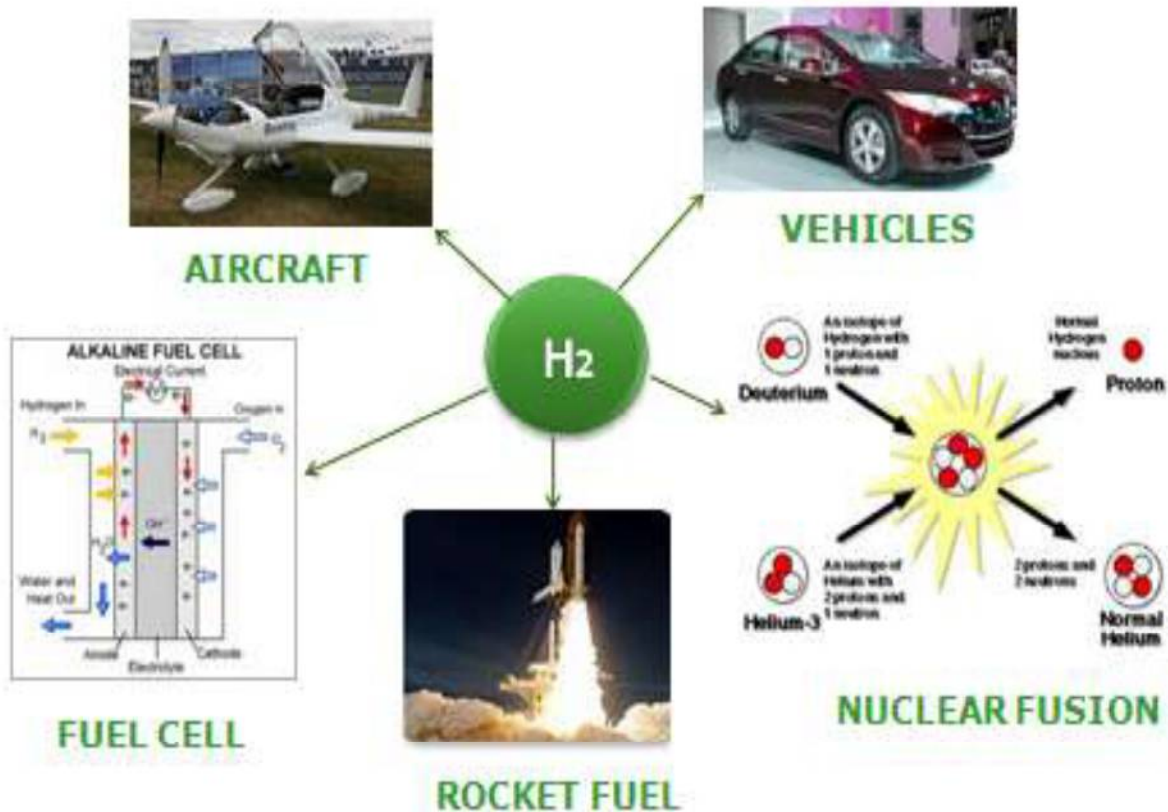 AIRCRAFT
VEHICLES
H2
ALKALINE FUEL CELL
Electrical Current
Hydrogen In
Oxygen In
H2
O2
OH-
H2O
Water and
Heat Out
Anode
Electrolyte
Cathode
FUEL CELL
ROCKET FUEL
An isotope of
Hydrogen with
1 proton and
1 neutron
Deuterium
Normal
Hydrogen
nucleus
Proton
An isotope of
Helium with
2 protons and
1 neutron
Helium-3
2 protons and
2 neutrons
Normal
Helium
NUCLEAR FUSION